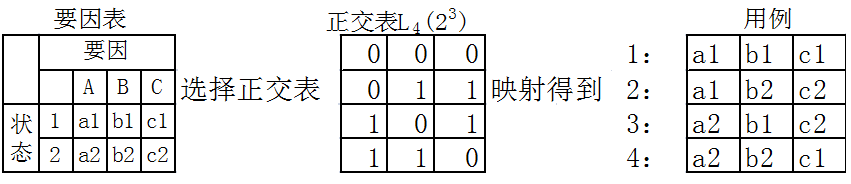 要因表
要因
A B C
状态
1 a1 b1 c1
2 a2 b2 c2
选择正交表
正交表L₄(2³)
0 0 0
0 1 1
1 0 1
1 1 0
映射得到
用例
1： a1 b1 c1
2： a1 b2 c2
3： a2 b1 c2
4： a2 b2 c1